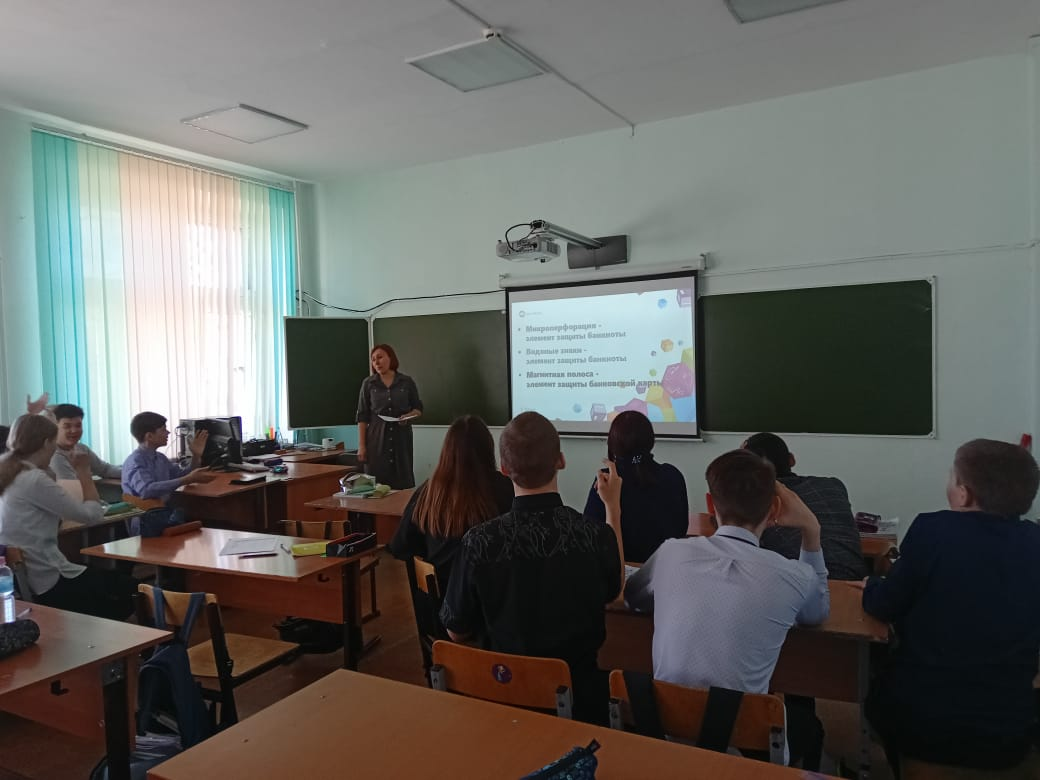 • Микроперфорация -
элемент защиты банкноты
• Водяные знаки -
элемент защиты банкноты
• Магнитная полоса -
элемент защиты банковской карты